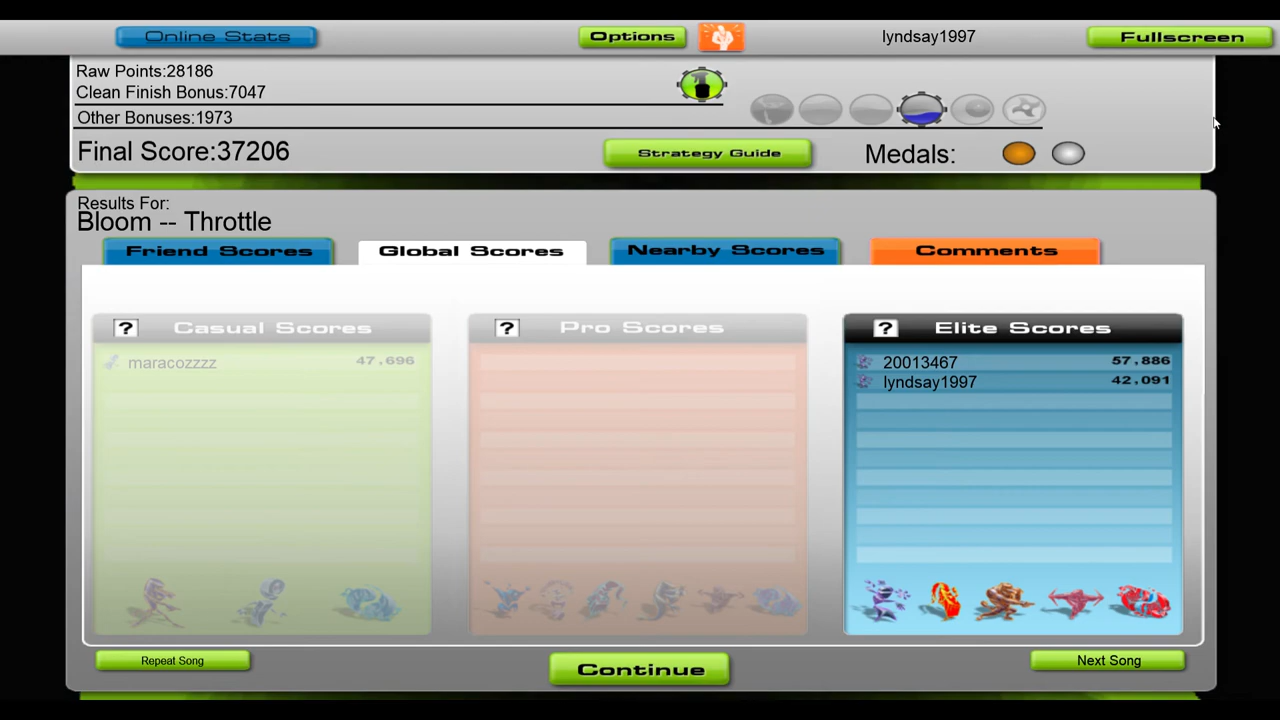 Online Stats
Options
lyndsay1997
Fullscreen
Raw Points:28186
Clean Finish Bonus:7047
Other Bonuses:1973
Final Score:37206
Strategy Guide
Medals:
Results For:
Bloom -- Throttle
Friend Scores
Global Scores
Nearby Scores
Comments
? Casual Scores
maracozzzz 47,696
? Pro Scores
? Elite Scores
20013467 57,886
lyndsay1997 42,091
Repeat Song
Continue
Next Song